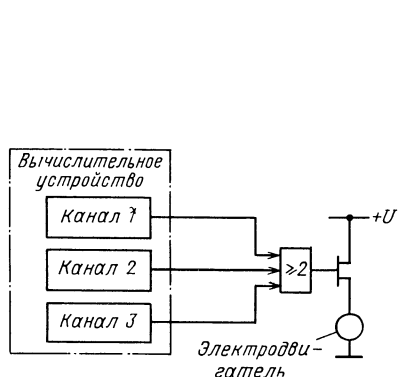 Вычислительное
устройство
Канал 1
Канал 2
Канал 3
≥2
+U
Электродви-
гатель